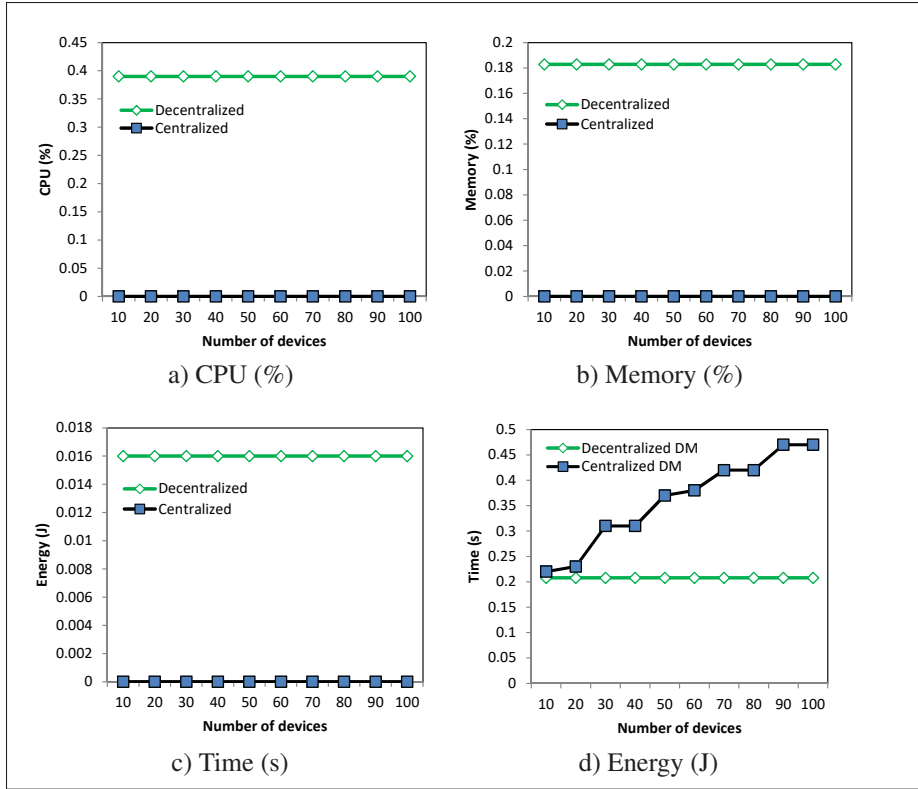 0.45
0.4
0.35
0.3
0.25
0.2
0.15
0.1
0.05
0
CPU (%)
Decentralized
Centralized
10 20 30 40 50 60 70 80 90 100
Number of devices
a) CPU (%)
0.2
0.18
0.16
0.14
0.12
0.1
0.08
0.06
0.04
0.02
0
Memory (%)
Decentralized
Centralized
10 20 30 40 50 60 70 80 90 100
Number of devices
b) Memory (%)
0.018
0.016
0.014
0.012
0.01
0.008
0.006
0.004
0.002
0
Energy (J)
Decentralized
Centralized
10 20 30 40 50 60 70 80 90 100
Number of devices
c) Time (s)
0.5
0.45
0.4
0.35
0.3
0.25
0.2
0.15
0.1
0.05
0
Time (s)
Decentralized DM
Centralized DM
10 20 30 40 50 60 70 80 90 100
Number of devices
d) Energy (J)